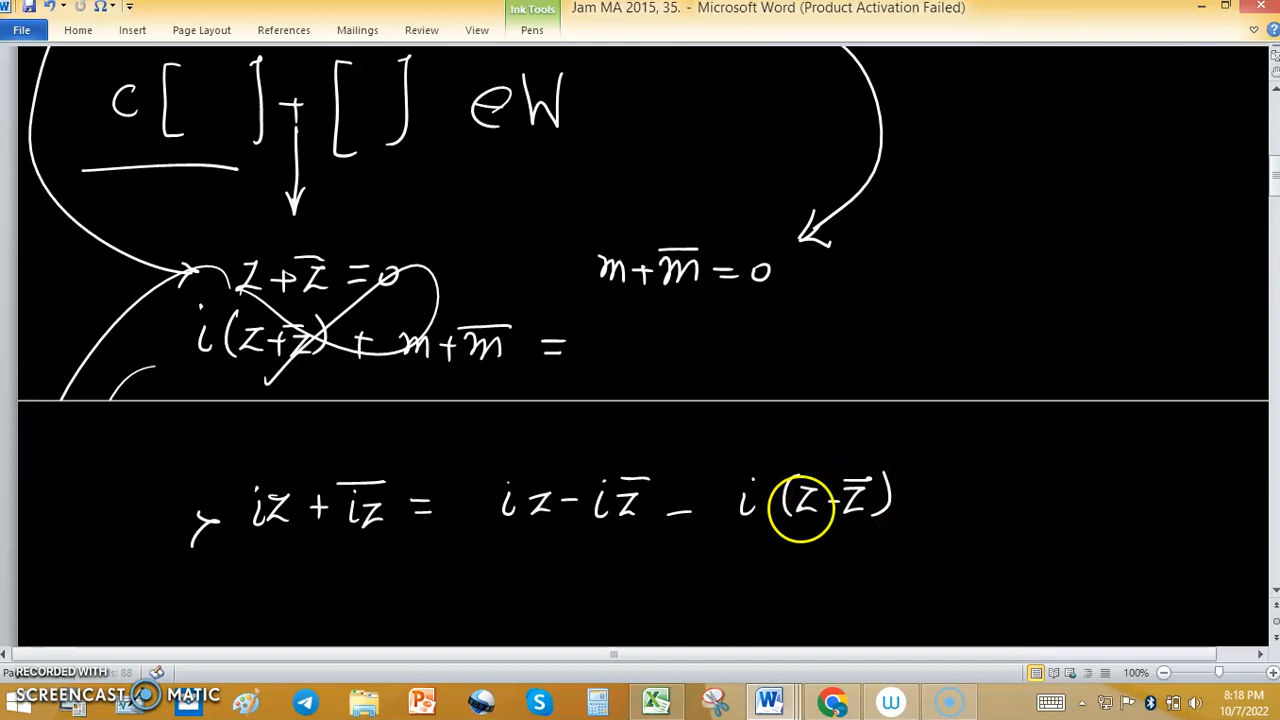 Ink Tools
Jam MA 2015, 35. - Microsoft Word (Product Activation Failed)
File Home Insert Page Layout References Mailings Review View Pens
c[ ] + [ ] eW
z + z̅ = 0
m + m̅ = 0
i(z + z̅) + m + m̅ =
iz + i̅z̅ = iz - iz̅ - i(z - z̅)
100%
RECORDED WITH
SCREENCAST MATIC
8:18 PM
10/7/2022